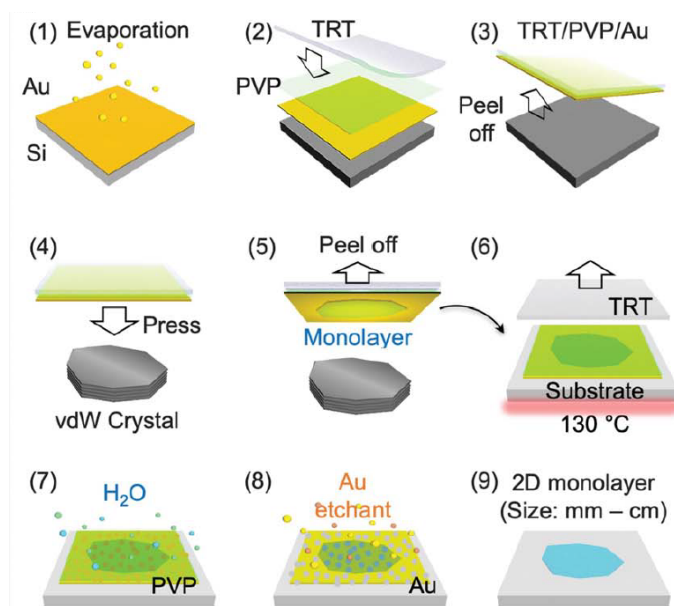 (1) Evaporation
Au
Si
(2) TRT
PVP
(3) TRT/PVP/Au
Peel
off
(4)
Press
vdW Crystal
(5) Peel off
Monolayer
(6)
TRT
Substrate
130 °C
(7)
H₂O
PVP
(8) Au
etchant
Au
(9) 2D monolayer
(Size: mm – cm)